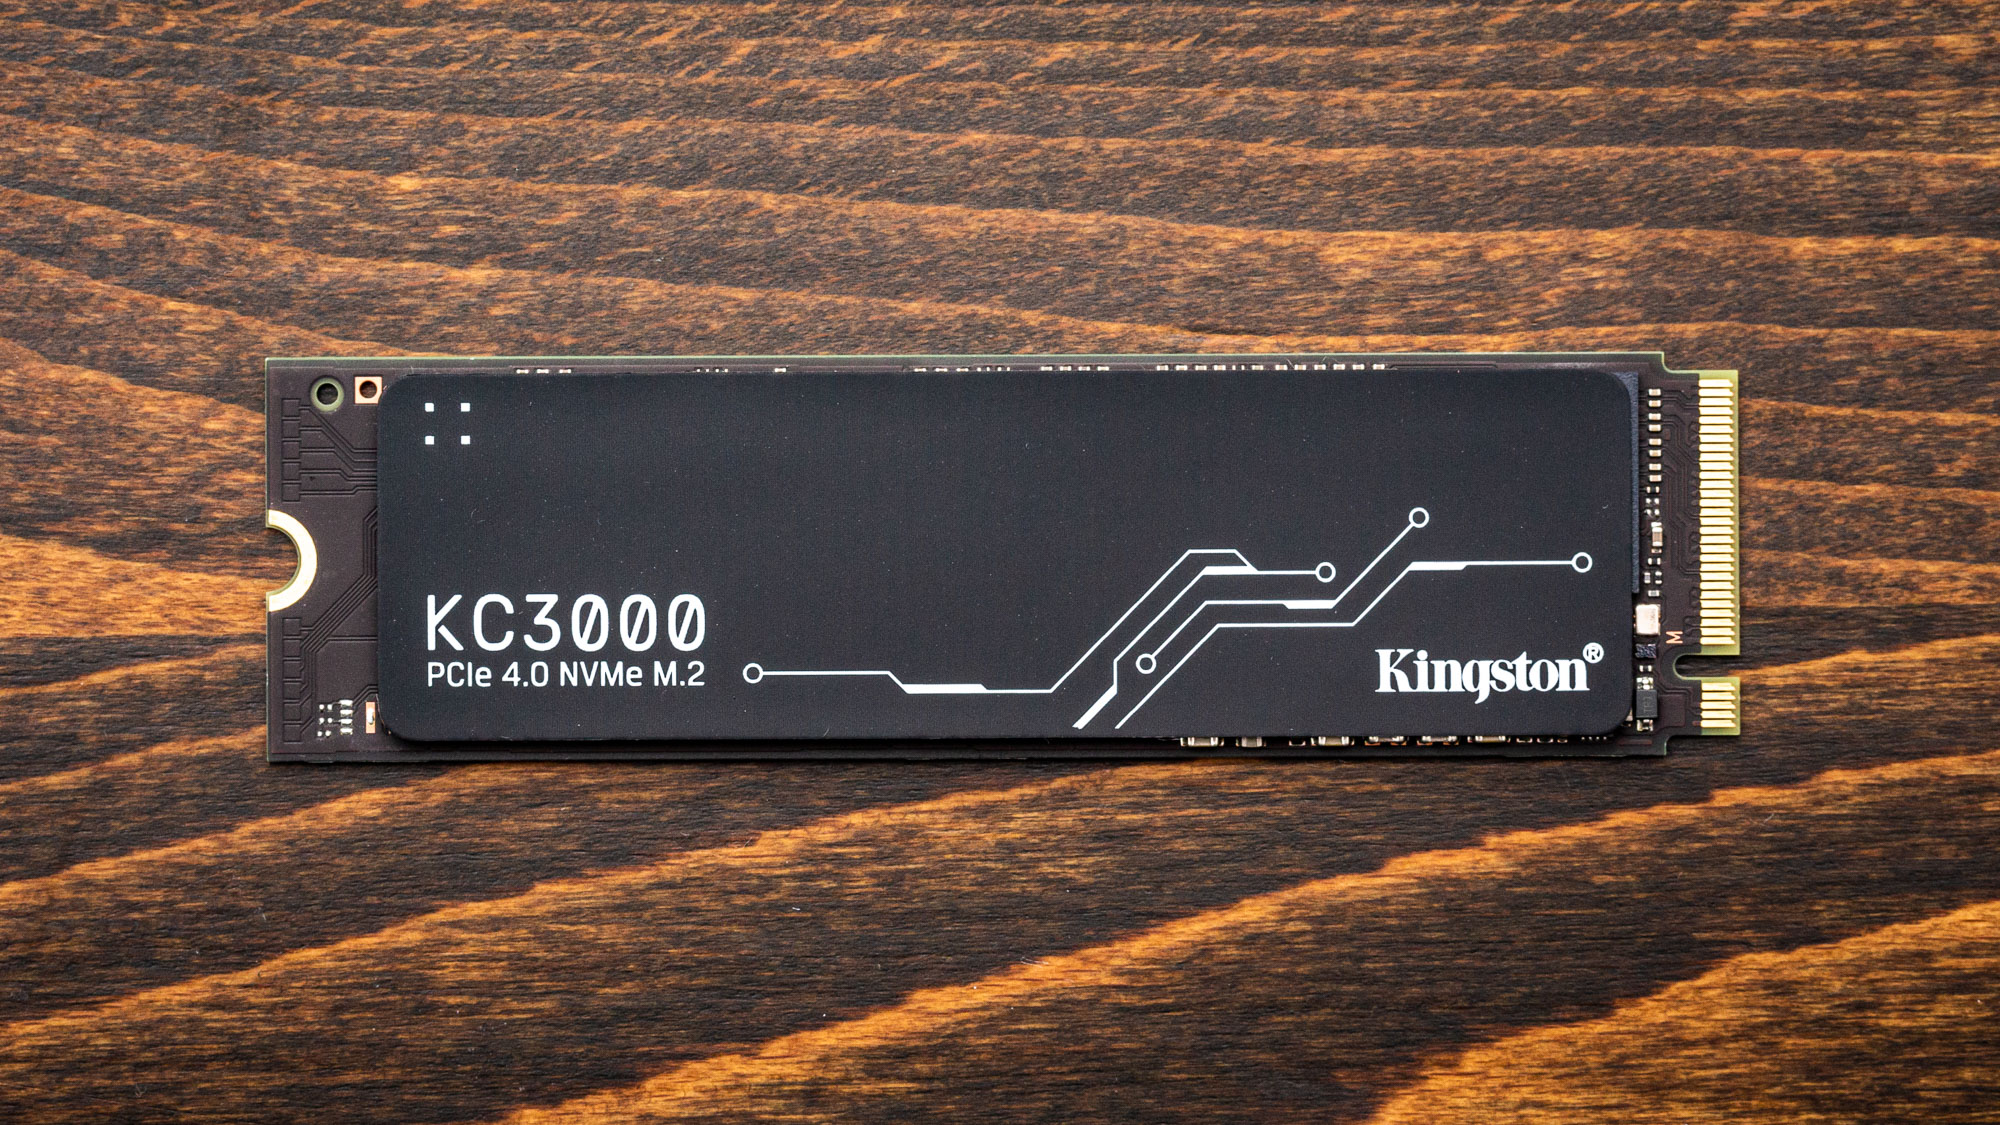 KC3000
PCIe 4.0 NVMe M.2
Kingston®
M